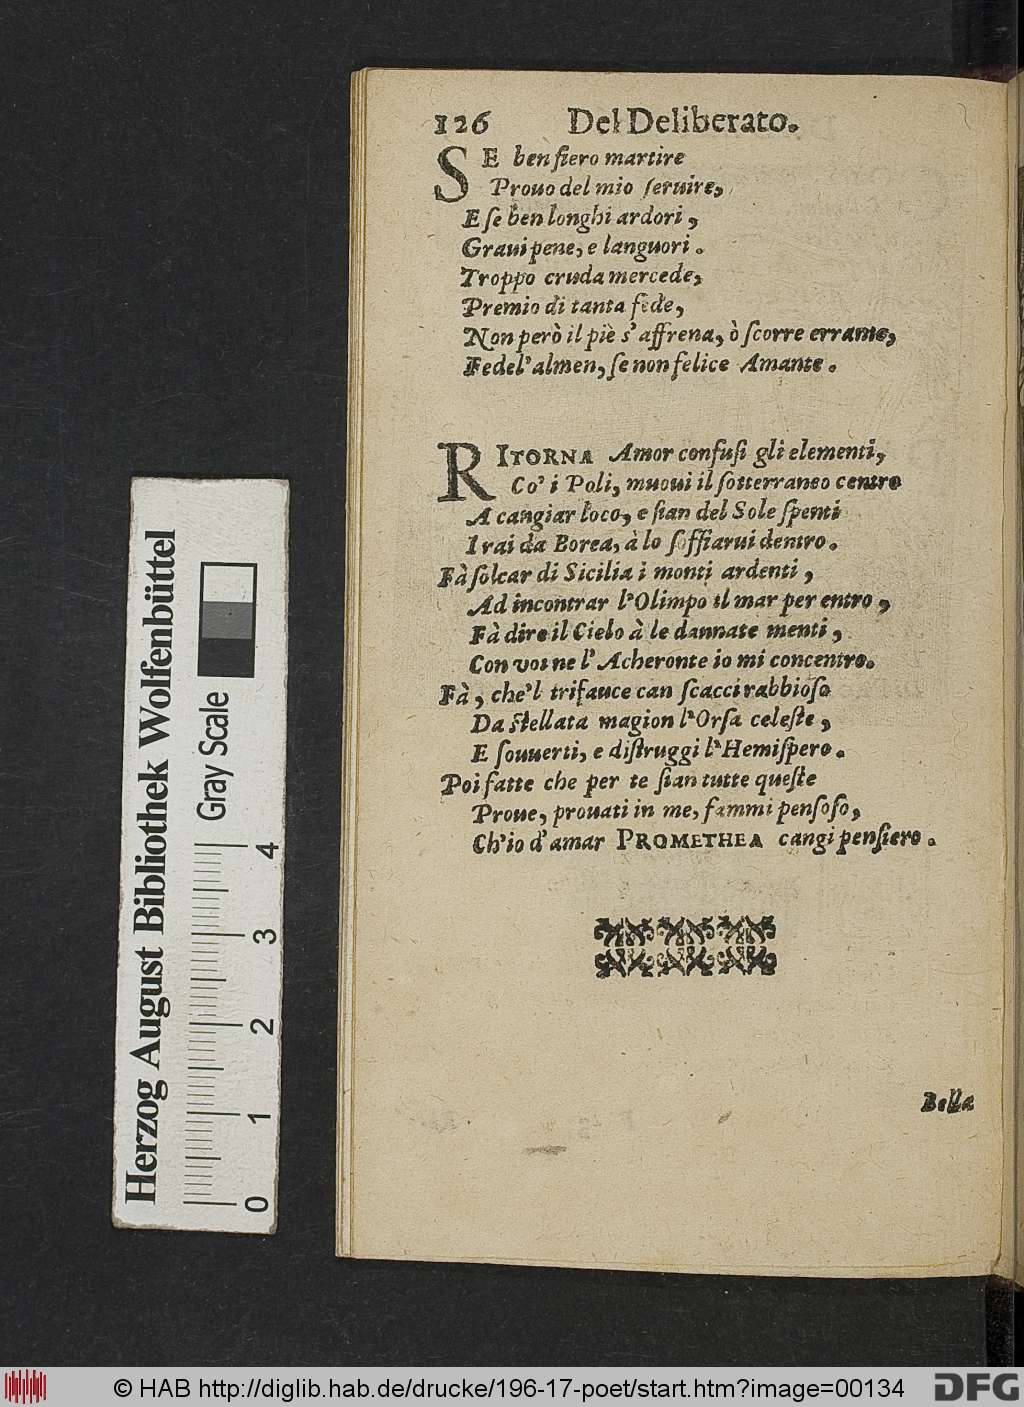 126 Del Deliberato.
SE ben fiero martire
Prouo del mio ſeruire,
E ſe ben longhi ardori,
Graui pene, e languori.
Troppo cruda mercede,
Premio di tanta fede,
Non però il piè s'affrena, ò ſcorre errante,
Fedel'almen, ſe non felice Amante.
RITORNA Amor confuſi gli elementi,
Co' i Poli, muoui il ſotterraneo centro
A cangiar loco, e ſian del Sole ſpenti
I rai da Borea, à lo ſoffiarui dentro.
Fà ſolcar di Sicilia i monti ardenti,
Ad incontrar l'Olimpo il mar per entro,
Fà dire il Cielo à le dannate menti,
Con voi ne l'Acheronte io mi concentro.
Fà, che'l trifauce can ſcacci rabbioſo
Da ſtellata magion l'Orſa celeſte,
E ſouuerti, e diſtruggi l'Hemiſpero.
Poi fatte che per te ſian tutte queſte
Proue, prouati in me, fammi penſoſo,
Ch'io d'amar PROMETHEA cangi penſiero.
Bella
Herzog August Bibliothek Wolfenbüttel
Gray Scale
0 1 2 3 4
© HAB http://diglib.hab.de/drucke/196-17-poet/start.htm?image=00134
DFG